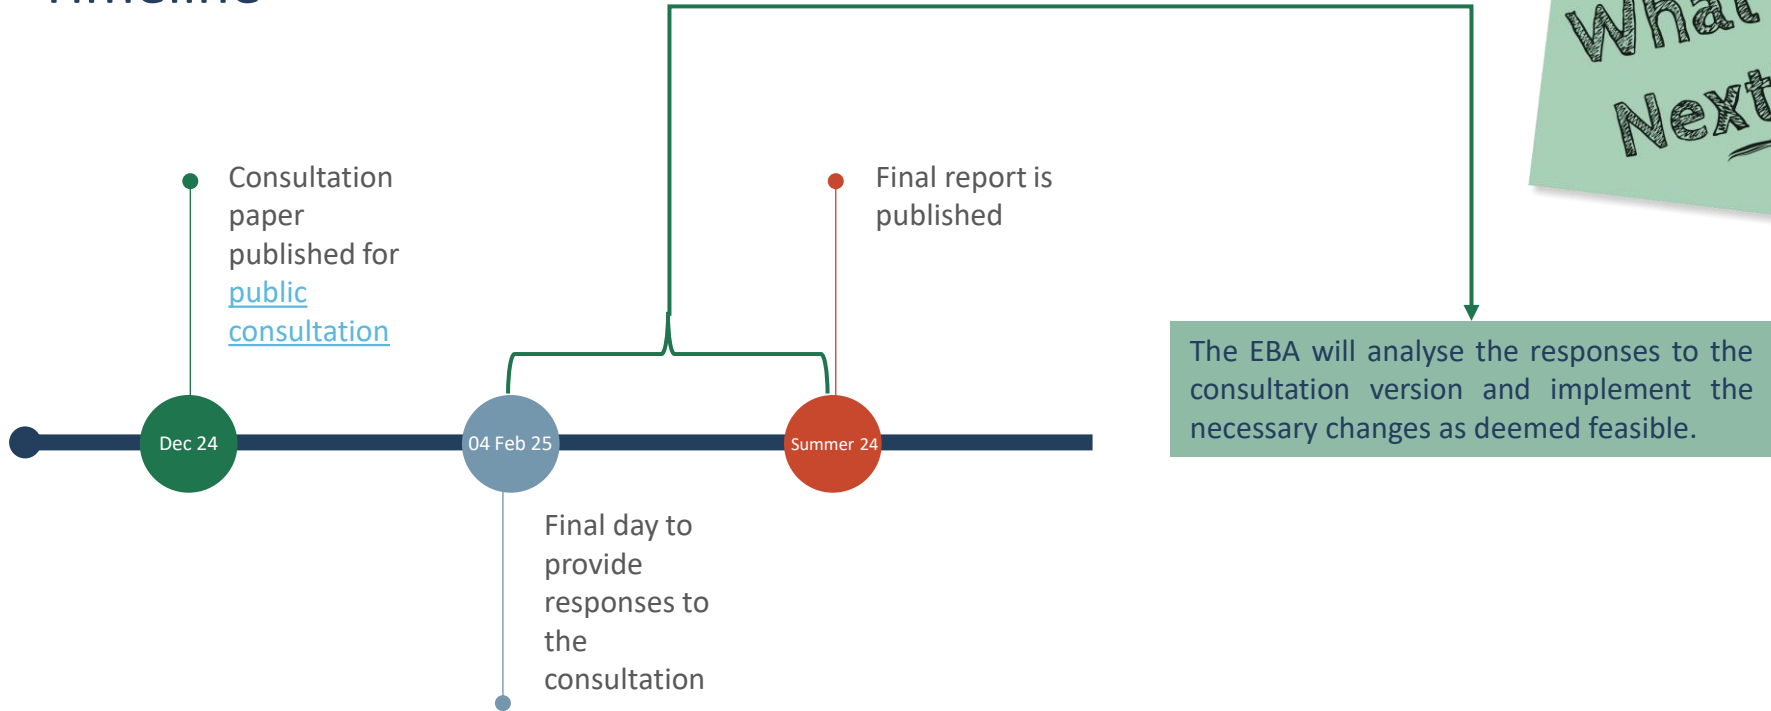 Timeline
What
Next
Consultation
paper
published for
public
consultation
Final report is
published
The EBA will analyse the responses to the
consultation version and implement the
necessary changes as deemed feasible.
Dec 24
04 Feb 25
Summer 24
Final day to
provide
responses to
the
consultation